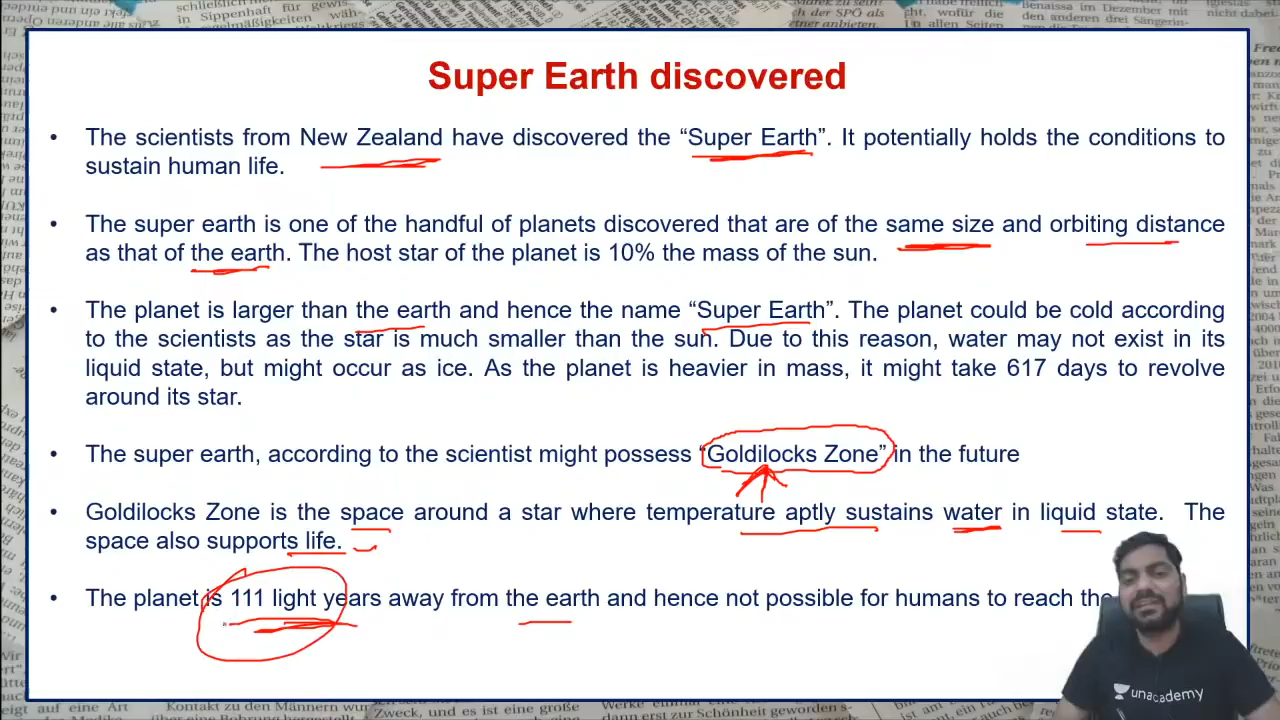 Super Earth discovered
• The scientists from New Zealand have discovered the “Super Earth”. It potentially holds the conditions to
sustain human life.
• The super earth is one of the handful of planets discovered that are of the same size and orbiting distance
as that of the earth. The host star of the planet is 10% the mass of the sun.
• The planet is larger than the earth and hence the name “Super Earth”. The planet could be cold according
to the scientists as the star is much smaller than the sun. Due to this reason, water may not exist in its
liquid state, but might occur as ice. As the planet is heavier in mass, it might take 617 days to revolve
around its star.
• The super earth, according to the scientist might possess “Goldilocks Zone” in the future
• Goldilocks Zone is the space around a star where temperature aptly sustains water in liquid state. The
space also supports life.
• The planet is 111 light years away from the earth and hence not possible for humans to reach the
unacademy